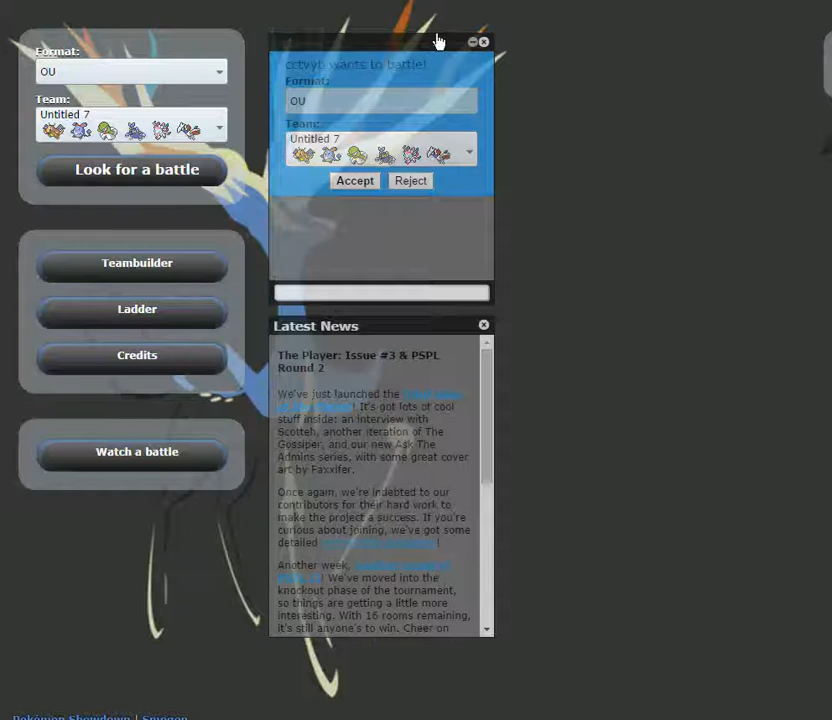 Format:
OU
Team:
Untitled 7
Look for a battle
Teambuilder
Ladder
Credits
Watch a battle
cctvyb wants to battle!
Format:
OU
Team:
Untitled 7
Accept
Reject
Latest News
The Player: Issue #3 & PSPL
Round 2
We've just launched the
! It's got lots of cool
stuff inside: an interview with
Scotteh, another iteration of The
Gossiper, and our new Ask The
Admins series, with some great cover
art by Faxxifer.
Once again, we're indebted to our
contributors for their hard work to
make the project a success. If you're
curious about joining, we've got some
detailed !
Another week,
! We've moved into the
knockout phase of the tournament,
so things are getting a little more
interesting. With 16 rooms remaining,
it's still anyone's to win. Cheer on
Pokémon Showdown | Smogon